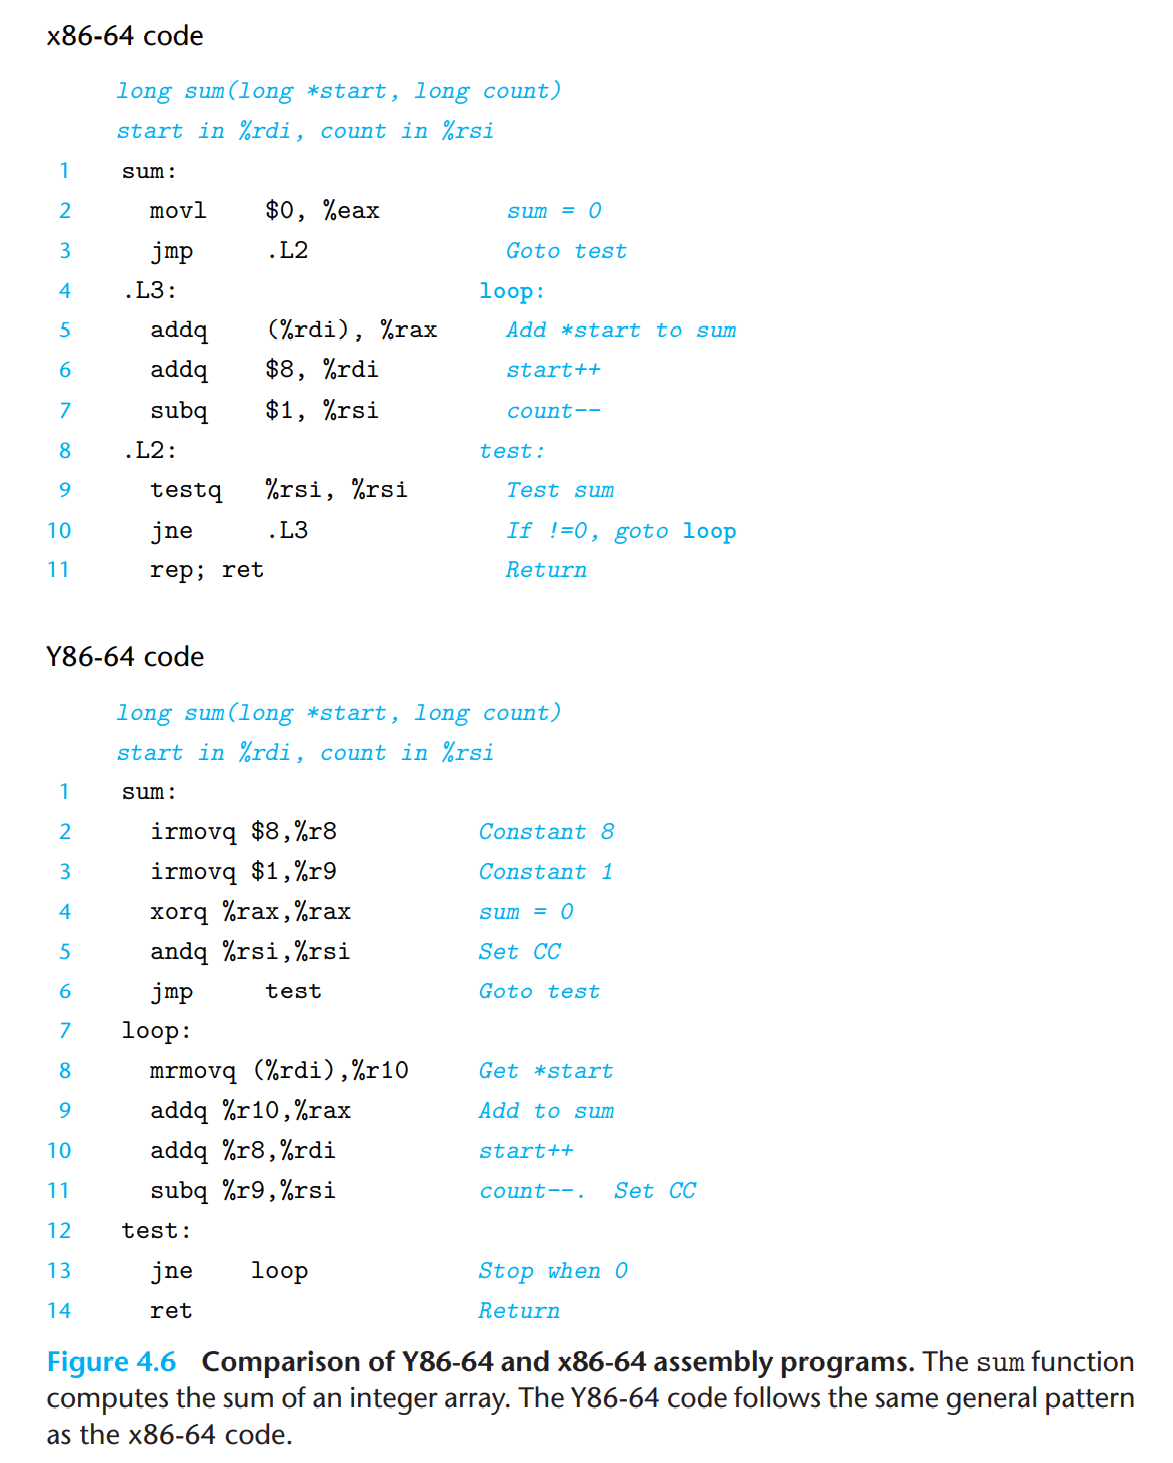 x86-64 code
long sum(long *start, long count)
start in %rdi, count in %rsi
1 sum:
2 movl $0, %eax sum = 0
3 jmp .L2 Goto test
4 .L3: loop:
5 addq (%rdi), %rax Add *start to sum
6 addq $8, %rdi start++
7 subq $1, %rsi count--
8 .L2: test:
9 testq %rsi, %rsi Test sum
10 jne .L3 If !=0, goto loop
11 rep; ret Return
Y86-64 code
long sum(long *start, long count)
start in %rdi, count in %rsi
1 sum:
2 irmovq $8,%r8 Constant 8
3 irmovq $1,%r9 Constant 1
4 xorq %rax,%rax sum = 0
5 andq %rsi,%rsi Set CC
6 jmp test Goto test
7 loop:
8 mrmovq (%rdi),%r10 Get *start
9 addq %r10,%rax Add to sum
10 addq %r8,%rdi start++
11 subq %r9,%rsi count--. Set CC
12 test:
13 jne loop Stop when 0
14 ret Return
Figure 4.6 Comparison of Y86-64 and x86-64 assembly programs. The sum function
computes the sum of an integer array. The Y86-64 code follows the same general pattern
as the x86-64 code.